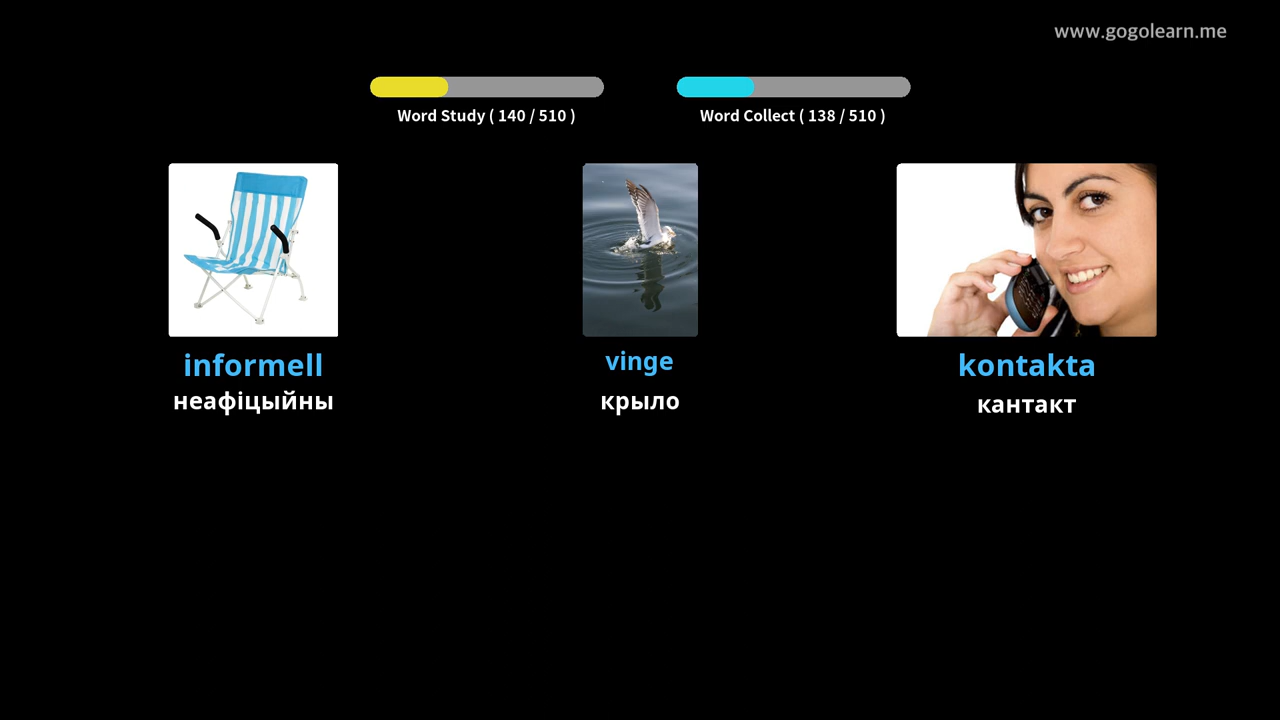 www.gogolearn.me
Word Study ( 140 / 510 )
Word Collect ( 138 / 510 )
informell
неафіцыйны
vinge
крыло
kontakta
кантакт